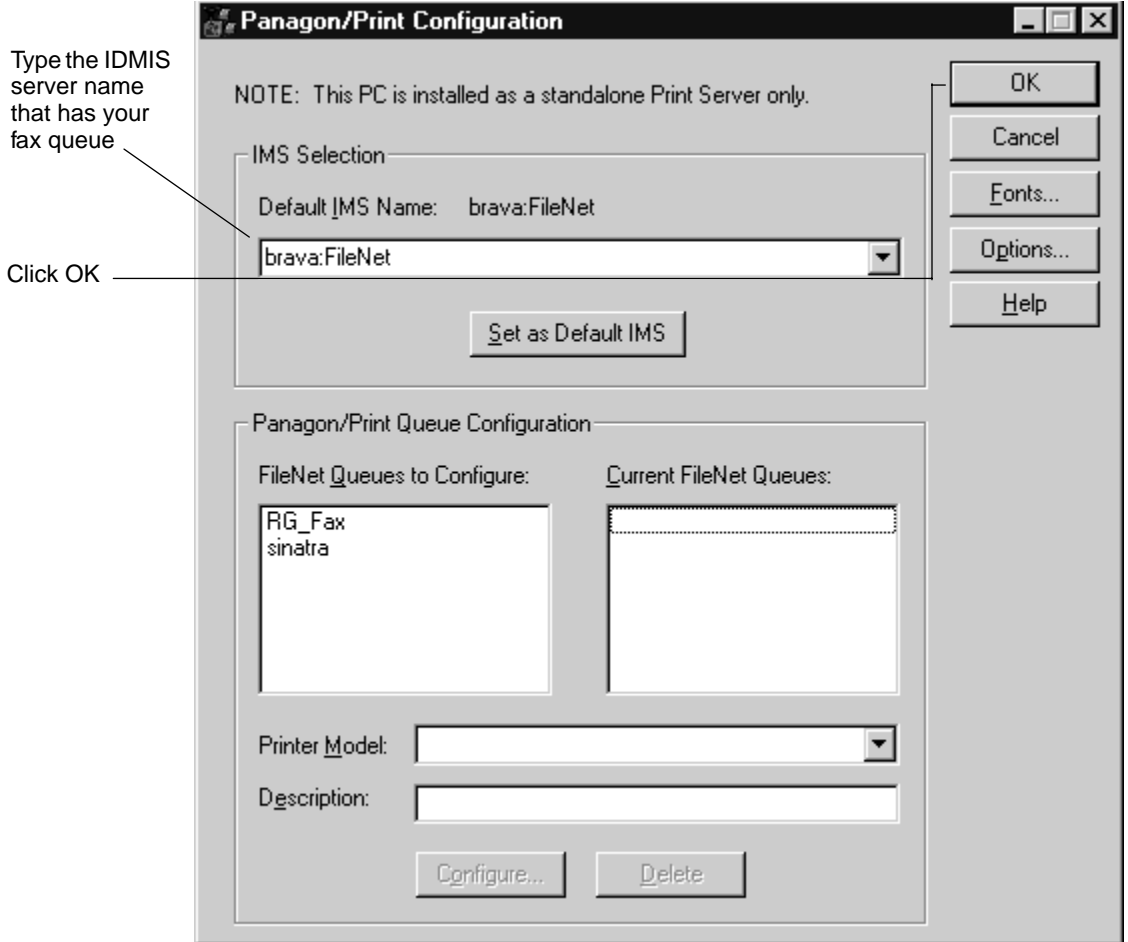 Panagon/Print Configuration
Type the IDMIS
server name
that has your
fax queue
NOTE: This PC is installed as a standalone Print Server only.
OK
Cancel
IMS Selection
Fonts...
Default IMS Name: brava:FileNet
brava:FileNet
Options...
Click OK
Help
Set as Default IMS
Panagon/Print Queue Configuration
FileNet Queues to Configure:
Current FileNet Queues:
RG_Fax
sinatra
Printer Model:
Description:
Configure...
Delete